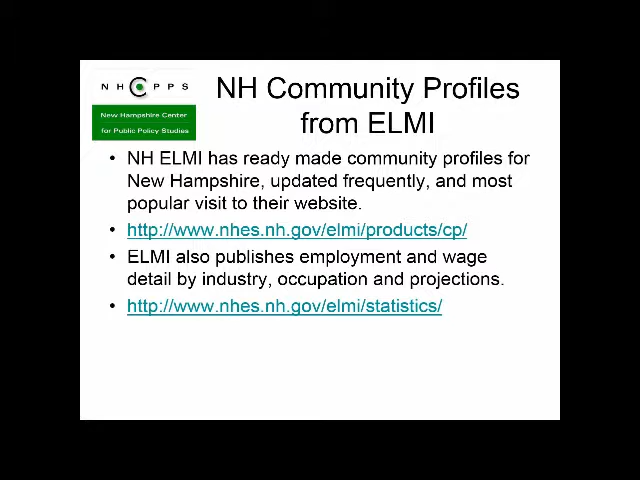 NHCPPS
New Hampshire Center
for Public Policy Studies
NH Community Profiles
from ELMI
• NH ELMI has ready made community profiles for
New Hampshire, updated frequently, and most
popular visit to their website.
• http://www.nhes.nh.gov/elmi/products/cp/
• ELMI also publishes employment and wage
detail by industry, occupation and projections.
• http://www.nhes.nh.gov/elmi/statistics/